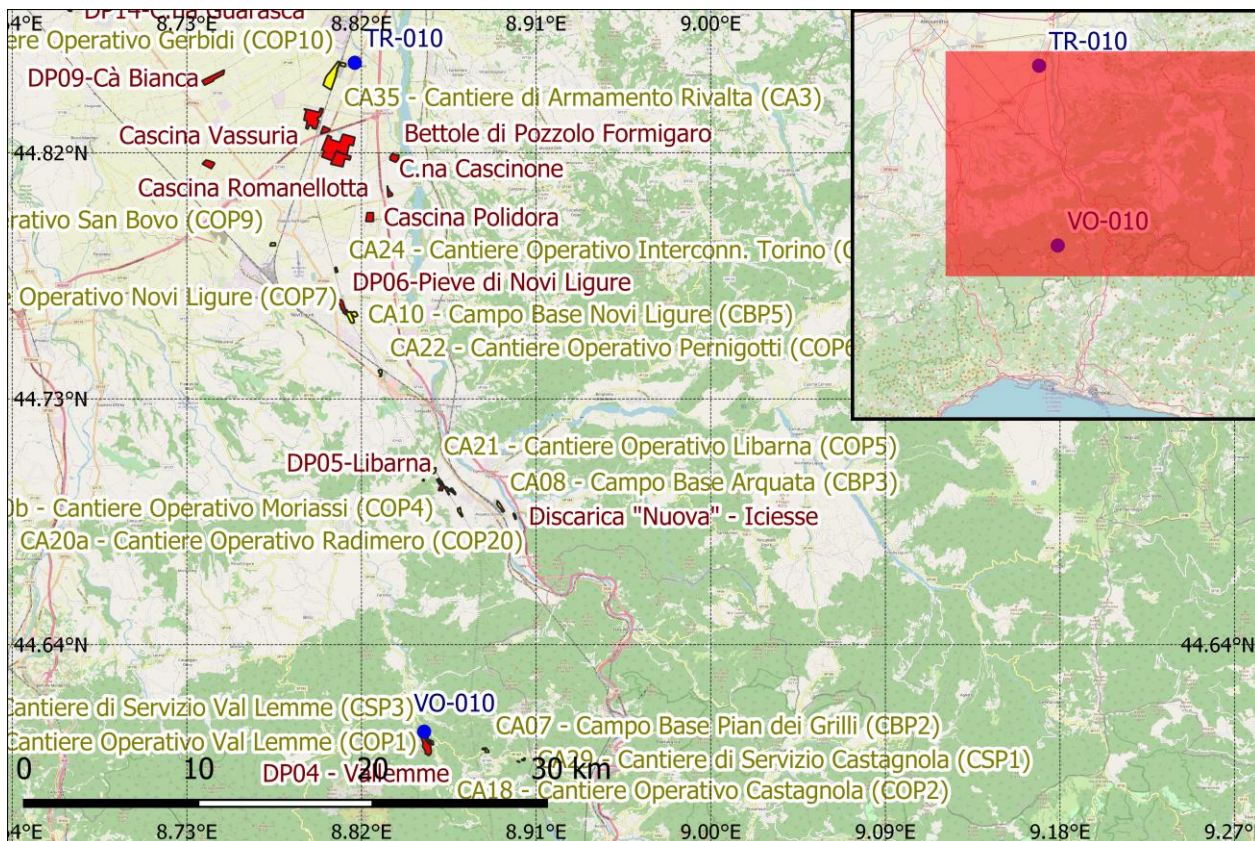 DP14-C.na Guarasca
8.73°E 8.82°E 8.91°E 9.00°E
ere Operativo Gerbidi (COP10)
TR-010
TR-010
DP09-Cà Bianca
CA35 - Cantiere di Armamento Rivalta (CA3)
Cascina Vassuria
Bettole di Pozzolo Formigaro
44.82°N
C.na Cascinone
Cascina Romanellotta
Cascina Polidora
erativo San Bovo (COP9)
VO-010
CA24 - Cantiere Operativo Interconn. Torino (
DP06-Pieve di Novi Ligure
e Operativo Novi Ligure (COP7)
CA10 - Campo Base Novi Ligure (CBP5)
CA22 - Cantiere Operativo Pernigotti (COP6
44.73°N
CA21 - Cantiere Operativo Libarna (COP5)
DP05-Libarna
CA08 - Campo Base Arquata (CBP3)
0b - Cantiere Operativo Moriassi (COP4)
Discarica "Nuova" - Iciesse
CA20a - Cantiere Operativo Radimero (COP20)
44.64°N 44.64°N
Cantiere di Servizio Val Lemme (CSP3)
VO-010
CA07 - Campo Base Pian dei Grilli (CBP2)
Cantiere Operativo Val Lemme (COP1)
CA29 - Cantiere di Servizio Castagnola (CSP1)
DP04 - Vallemme
0 10 20 30 km
CA18 - Cantiere Operativo Castagnola (COP2)
4°E 8.73°E 8.82°E 8.91°E 9.00°E 9.09°E 9.18°E 9.27°E